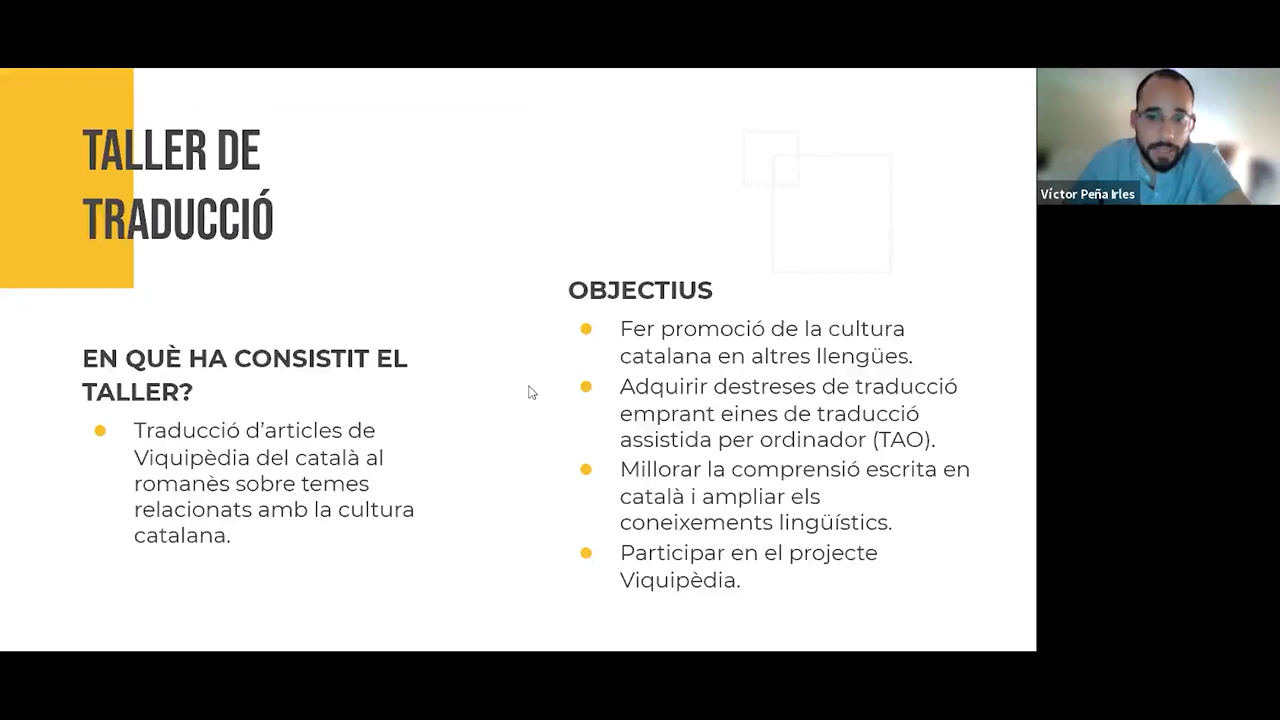 TALLER DE
TRADUCCIÓ
EN QUÈ HA CONSISTIT EL
TALLER?
Traducció d’articles de
Viquipèdia del català al
romanès sobre temes
relacionats amb la cultura
catalana.
OBJECTIUS
Fer promoció de la cultura
catalana en altres llengües.
Adquirir destreses de traducció
emprant eines de traducció
assistida per ordinador (TAO).
Millorar la comprensió escrita en
català i ampliar els
coneixements lingüístics.
Participar en el projecte
Viquipèdia.
Víctor Peña Irles